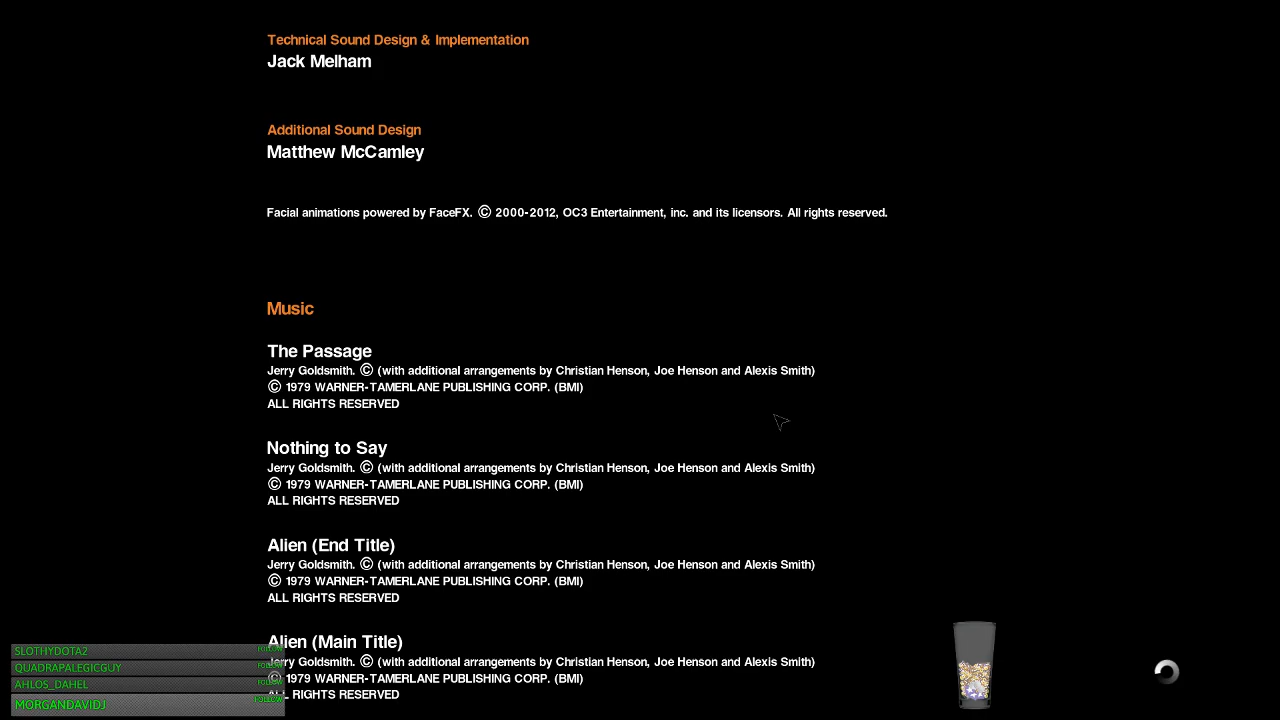 Technical Sound Design & Implementation
Jack Melham
Additional Sound Design
Matthew McCamley
Facial animations powered by FaceFX. © 2000-2012, OC3 Entertainment, inc. and its licensors. All rights reserved.
Music
The Passage
Jerry Goldsmith. © (with additional arrangements by Christian Henson, Joe Henson and Alexis Smith)
© 1979 WARNER-TAMERLANE PUBLISHING CORP. (BMI)
ALL RIGHTS RESERVED
Nothing to Say
Jerry Goldsmith. © (with additional arrangements by Christian Henson, Joe Henson and Alexis Smith)
© 1979 WARNER-TAMERLANE PUBLISHING CORP. (BMI)
ALL RIGHTS RESERVED
Alien (End Title)
Jerry Goldsmith. © (with additional arrangements by Christian Henson, Joe Henson and Alexis Smith)
© 1979 WARNER-TAMERLANE PUBLISHING CORP. (BMI)
ALL RIGHTS RESERVED
Alien (Main Title)
Jerry Goldsmith. © (with additional arrangements by Christian Henson, Joe Henson and Alexis Smith)
© 1979 WARNER-TAMERLANE PUBLISHING CORP. (BMI)
ALL RIGHTS RESERVED
SLOTHYDOTA2 FOLLOW
QUADRAPALEGICGUY FOLLOW
AHLOS_DAHEL FOLLOW
MORGANDAVIDJ FOLLOW